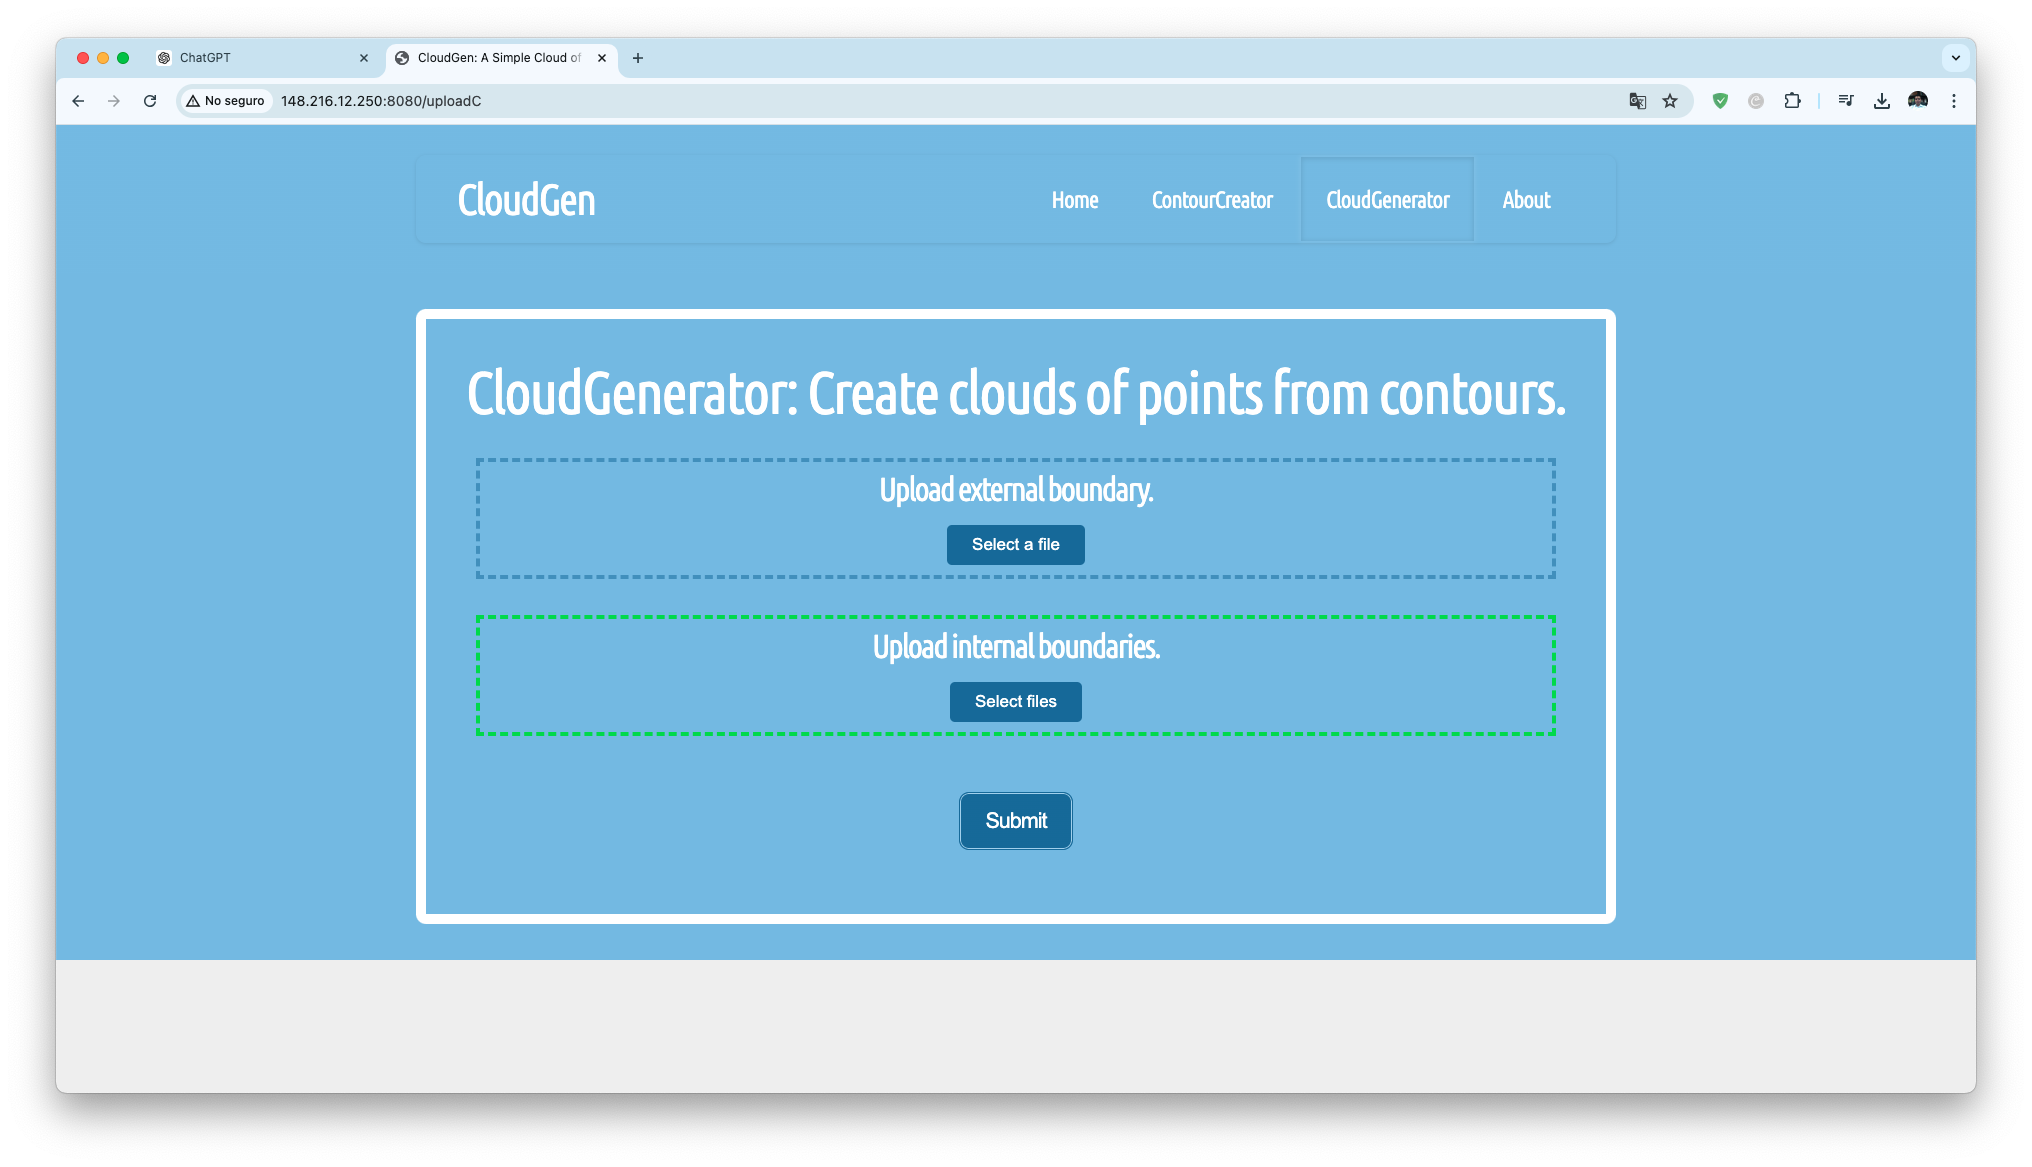 ChatGPT
CloudGen: A Simple Cloud of
No seguro
148.216.12.250:8080/uploadC
CloudGen
Home
ContourCreator
CloudGenerator
About
CloudGenerator: Create clouds of points from contours.
Upload external boundary.
Select a file
Upload internal boundaries.
Select files
Submit